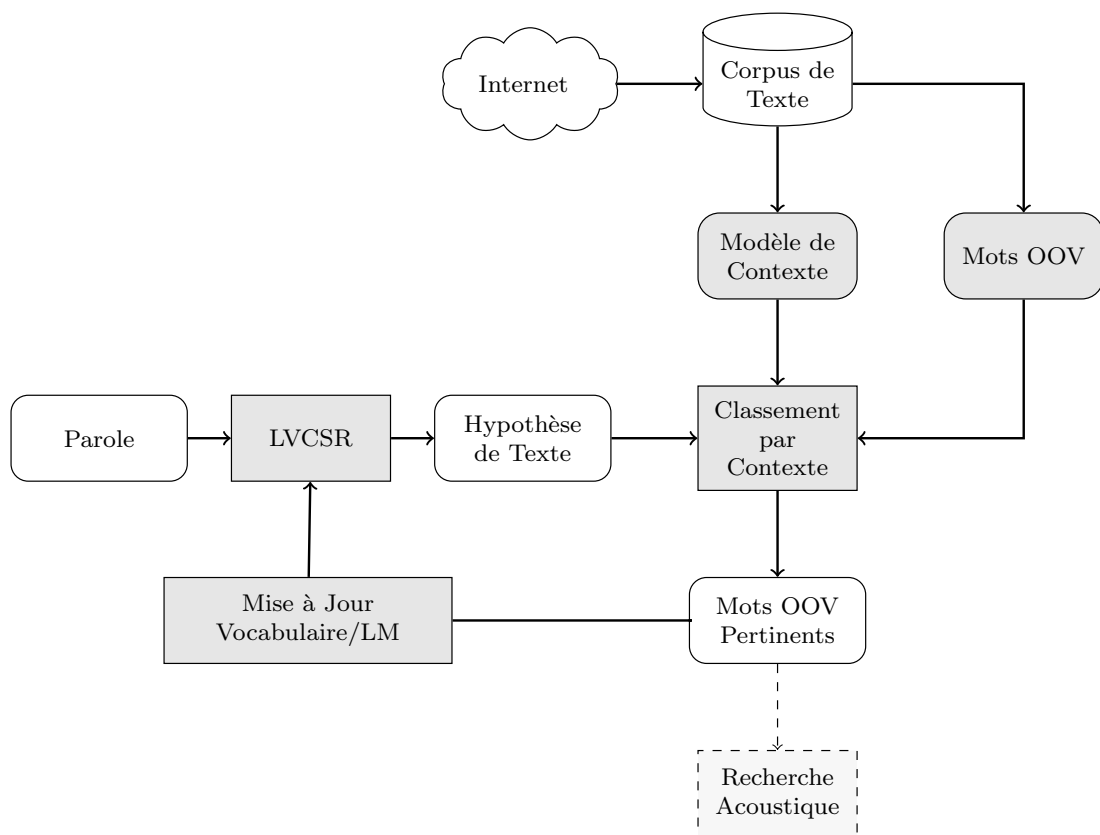 Internet
Corpus de
Texte
Modèle de
Contexte
Mots OOV
Parole
LVCSR
Hypothèse
de Texte
Classement
par
Contexte
Mise à Jour
Vocabulaire/LM
Mots OOV
Pertinents
Recherche
Acoustique